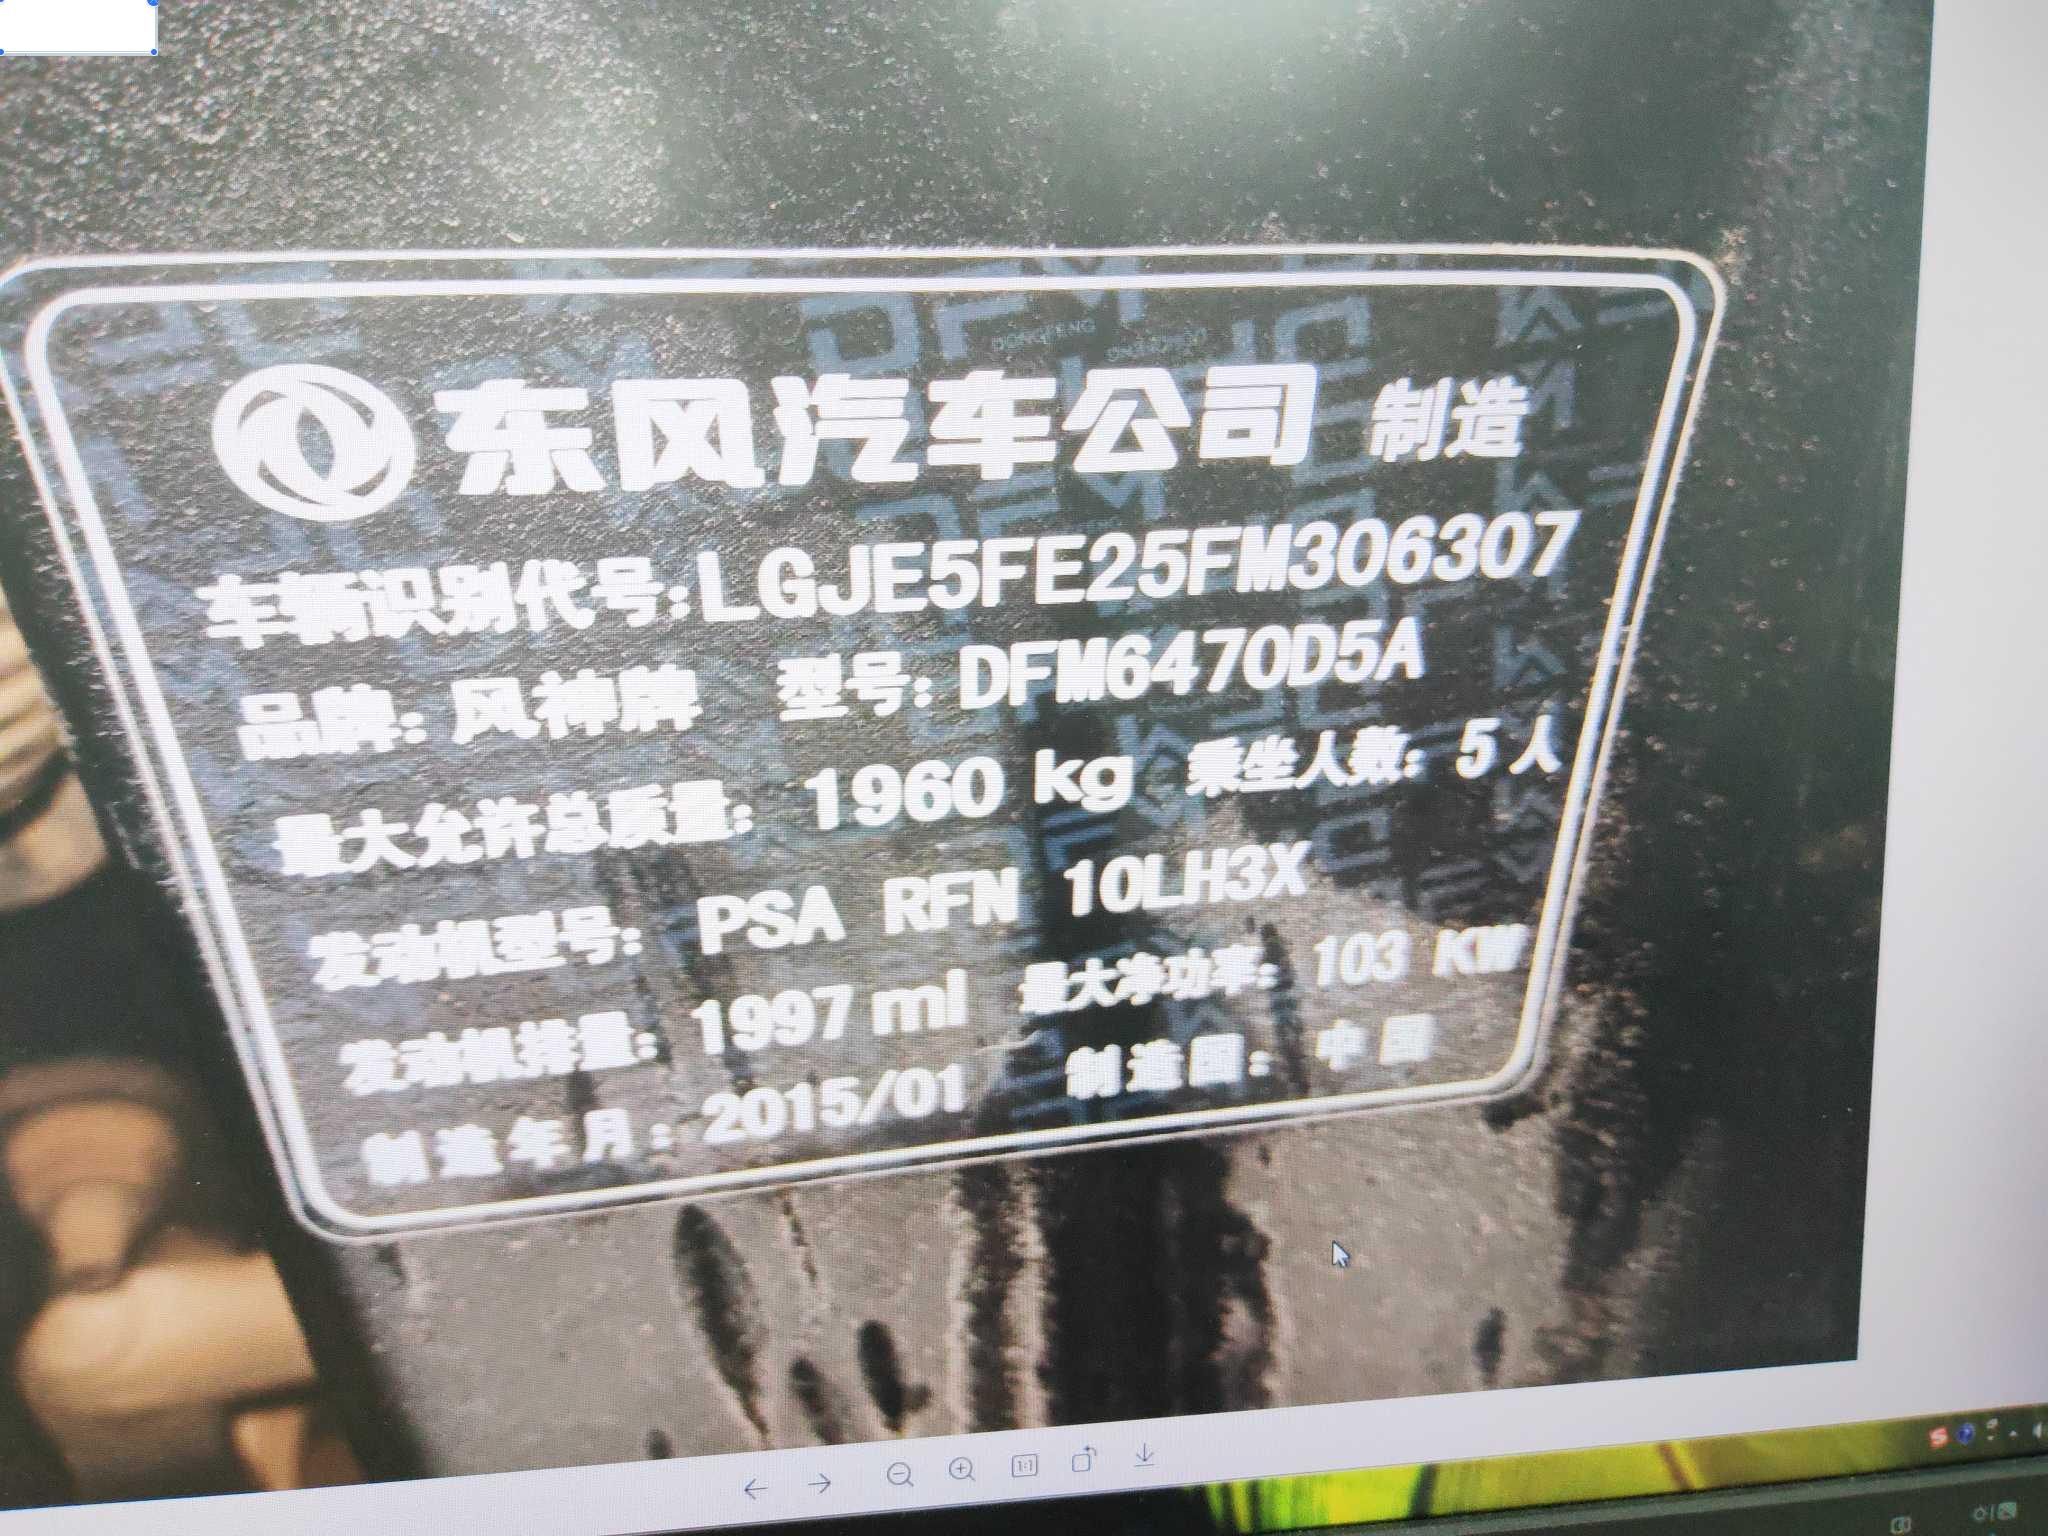 东风汽车公司 制造
车辆识别代号:LGJE5FE25FM306307
品牌: 风神牌 型号: DFM6470D5A
最大允许总质量: 1960 kg 乘坐人数: 5人
发动机型号: PSA RFN 10LH3X
发动机排量: 1997 ml 最大净功率: 103 KW
制造年月: 2015/01 制造国: 中国